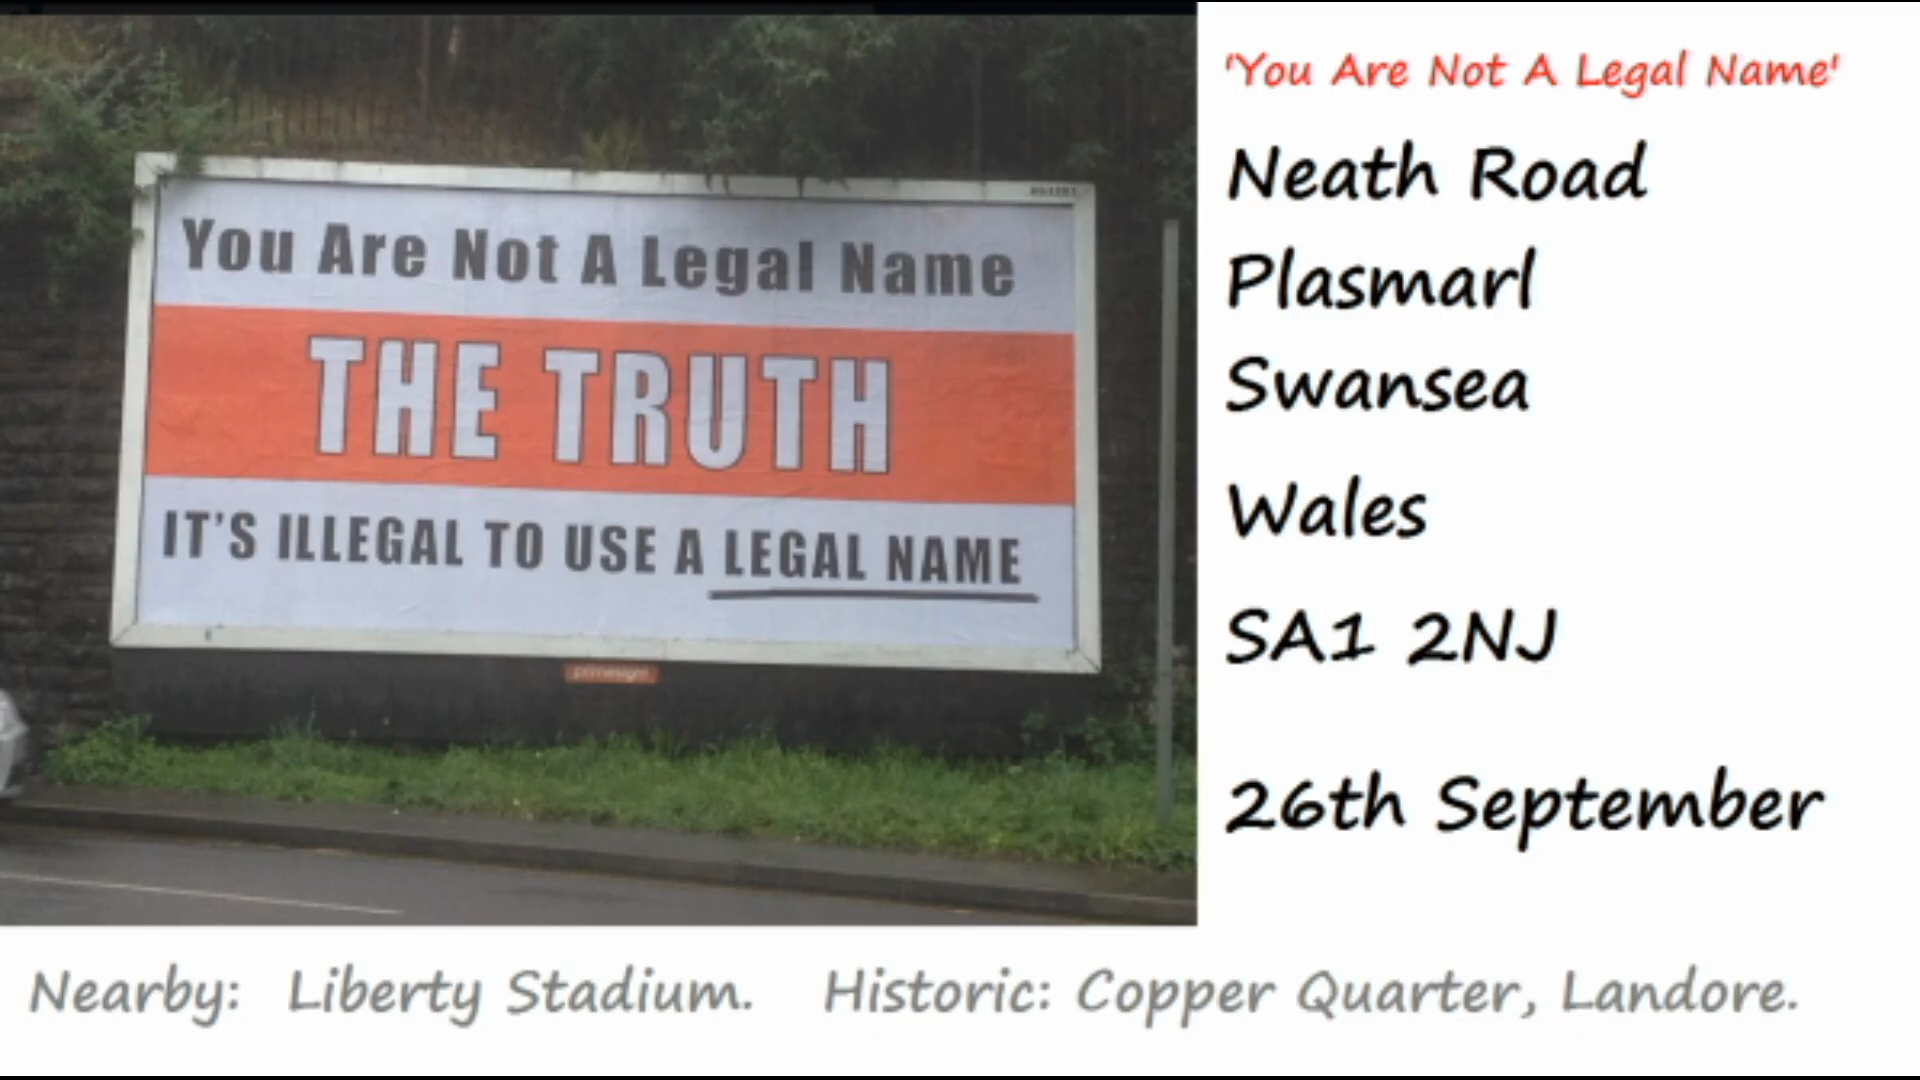 You Are Not A Legal Name
THE TRUTH
IT'S ILLEGAL TO USE A LEGAL NAME
'You Are Not A Legal Name'
Neath Road
Plasmarl
Swansea
Wales
SA1 2NJ
26th September
Nearby: Liberty Stadium. Historic: Copper Quarter, Landore.